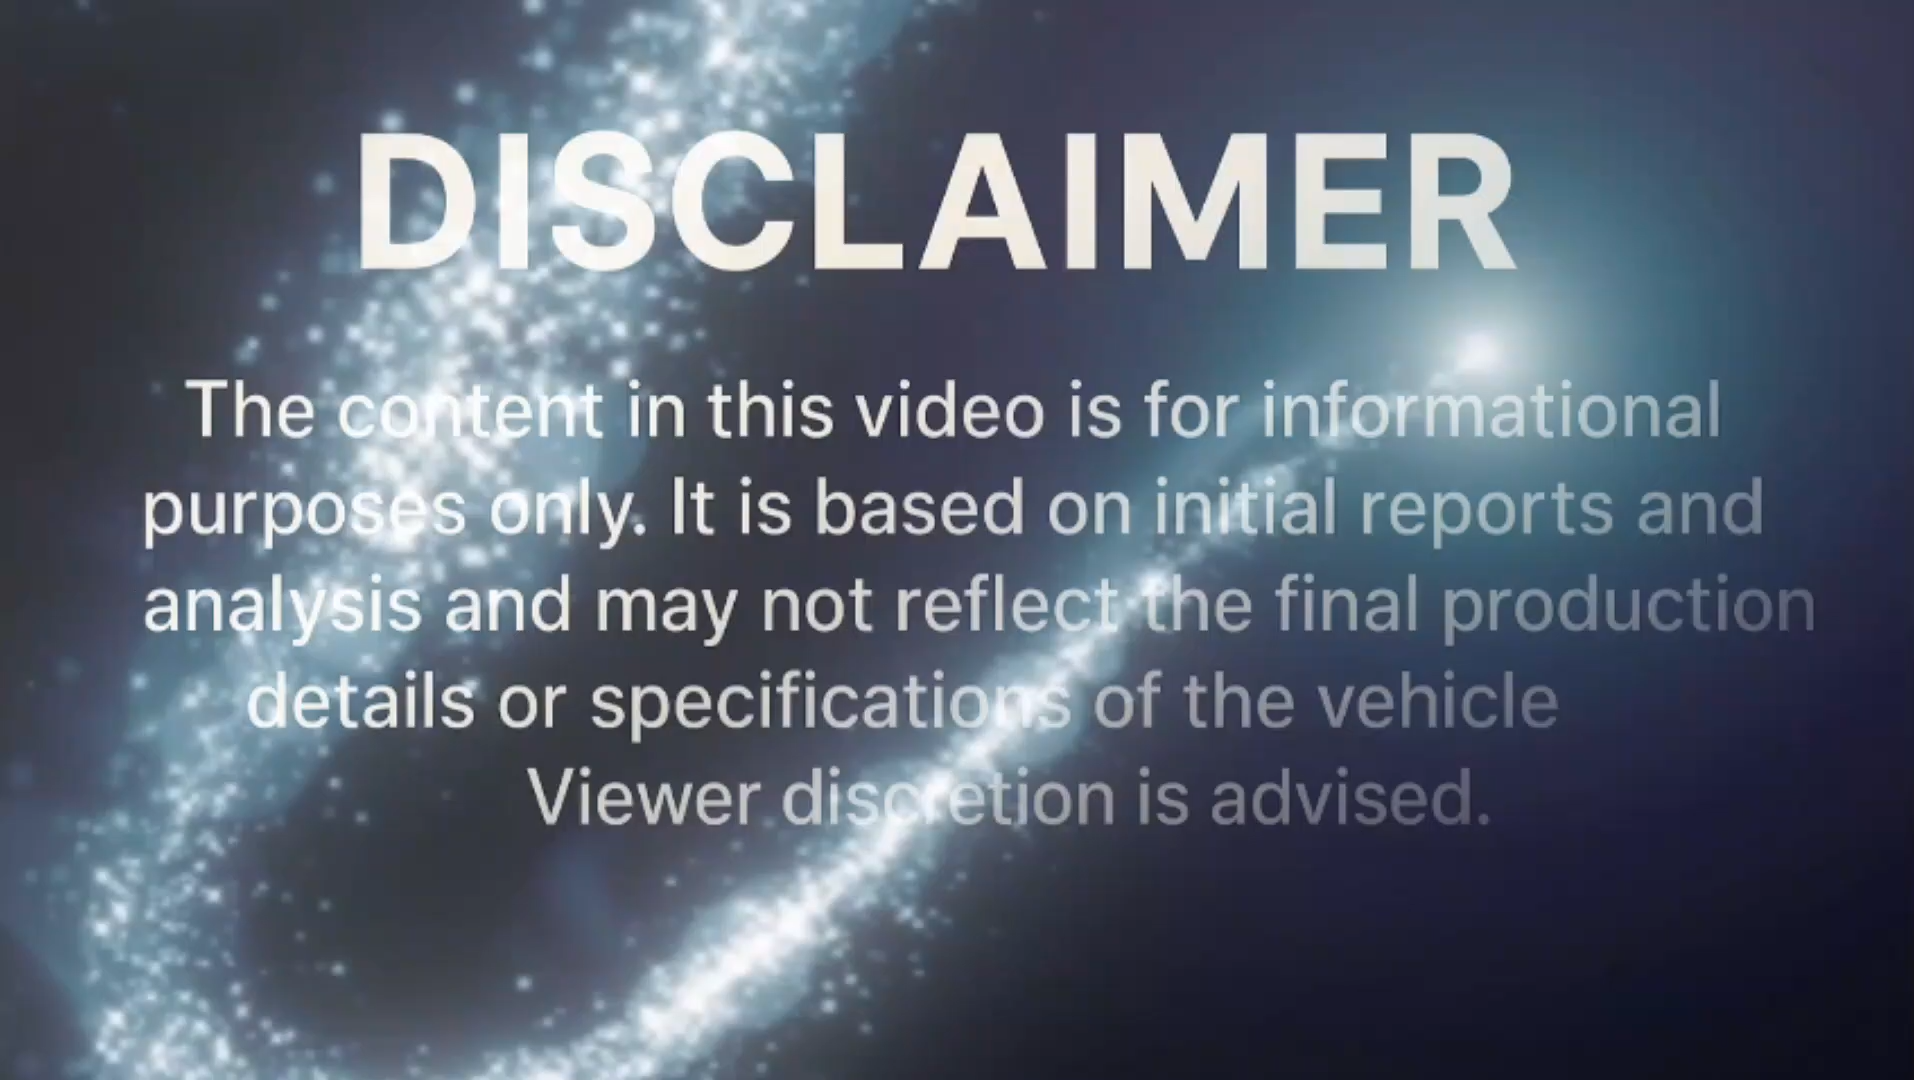 DISCLAIMER
The content in this video is for informational
purposes only. It is based on initial reports and
analysis and may not reflect the final production
details or specifications of the vehicle
Viewer discretion is advised.